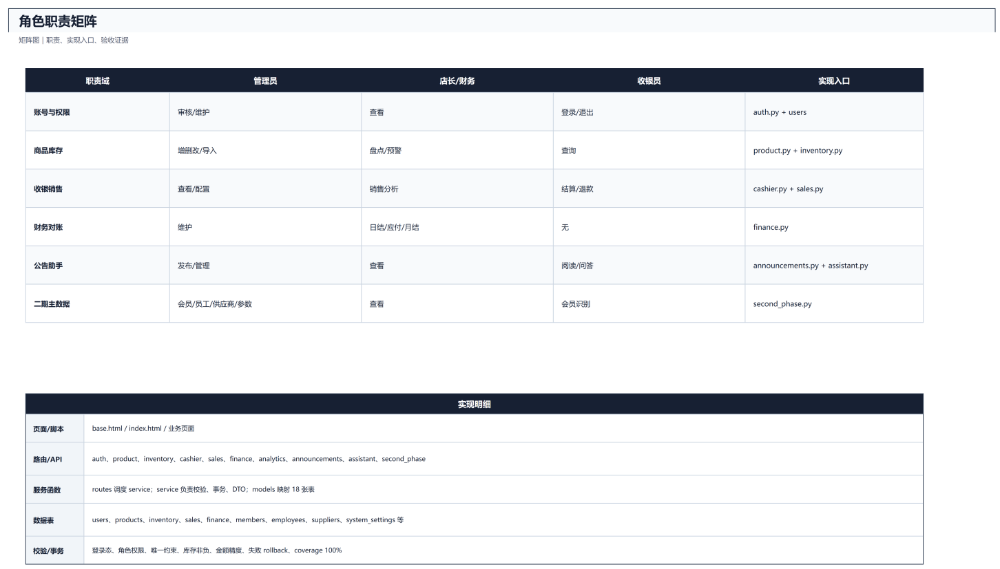 角色职责矩阵
矩阵图 | 职责、实现入口、验收证据
职责域 管理员 店长/财务 收银员 实现入口
账号与权限 审核/维护 查看 登录/退出 auth.py + users
商品库存 增删改/导入 盘点/预警 查询 product.py + inventory.py
收银销售 查看/配置 销售分析 结算/退款 cashier.py + sales.py
财务对账 维护 日结/应付/月结 无 finance.py
公告助手 发布/管理 查看 阅读/问答 announcements.py + assistant.py
二期主数据 会员/员工/供应商/参数 查看 会员识别 second_phase.py
实现明细
页面/脚本 base.html / index.html / 业务页面
路由/API auth、product、inventory、cashier、sales、finance、analytics、announcements、assistant、second_phase
服务函数 routes 调度 service；service 负责校验、事务、DTO；models 映射 18 张表
数据表 users、products、inventory、sales、finance、members、employees、suppliers、system_settings 等
校验/事务 登录态、角色权限、唯一约束、库存非负、金额精度、失败 rollback、coverage 100%